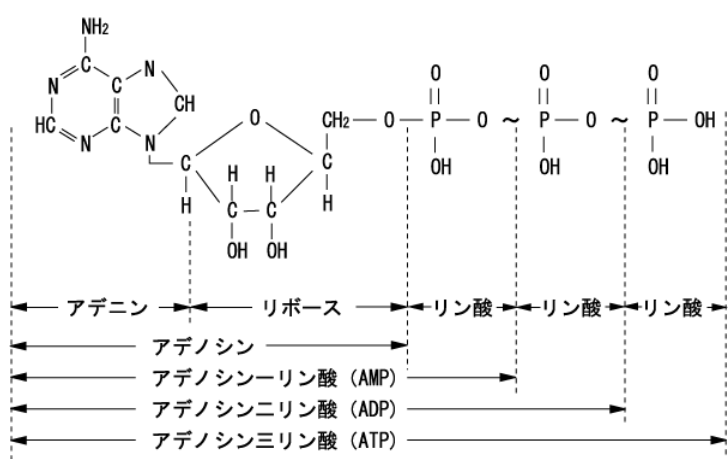 NH2
C
N
C
N
HC
N
C
N
CH
O
CH2
O
P
O
OH
O
~
P
O
OH
O
~
P
O
OH
OH
C
H
H
C
H
C
C
H
OH
OH
アデニン
リボース
リン酸
リン酸
リン酸
アデノシン
アデノシン一リン酸 (AMP)
アデノシン二リン酸 (ADP)
アデノシン三リン酸 (ATP)